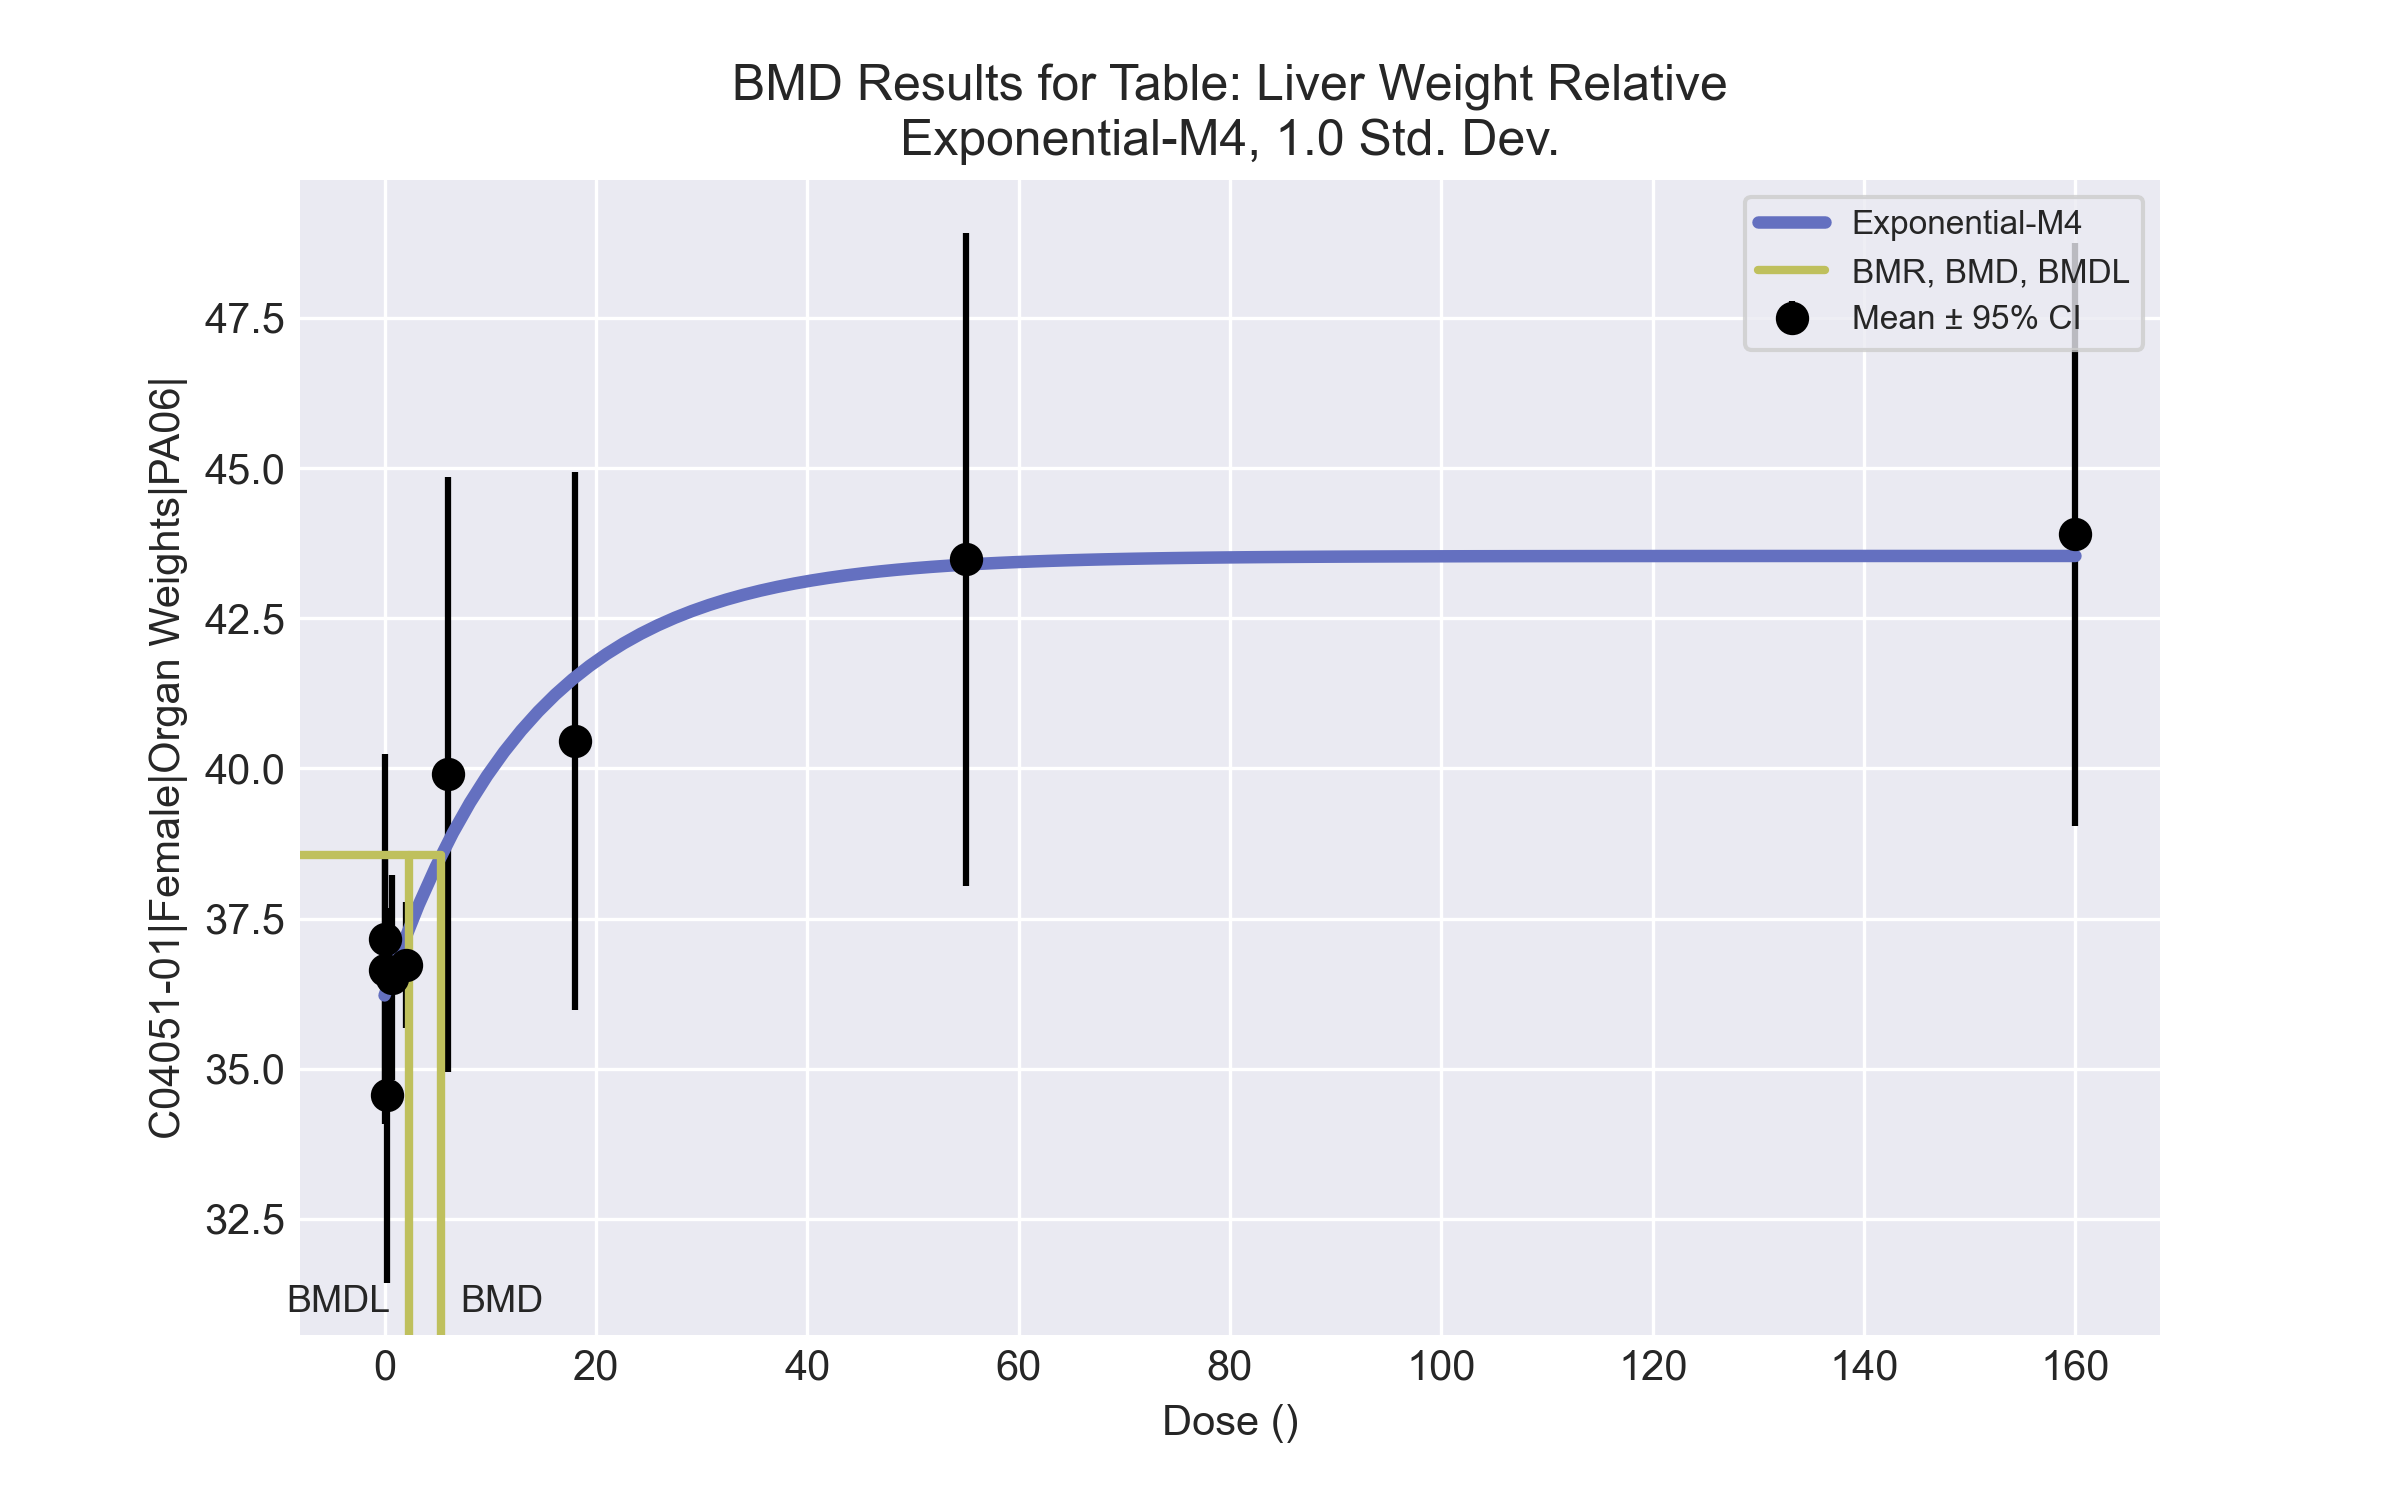 BMD Results for Table: Liver Weight Relative
Exponential-M4, 1.0 Std. Dev.
Exponential-M4
BMR, BMD, BMDL
Mean ± 95% CI
C04051-01|Female|Organ Weights|PA06|
47.5
45.0
42.5
40.0
37.5
35.0
32.5
BMDL
BMD
0 20 40 60 80 100 120 140 160
Dose ()